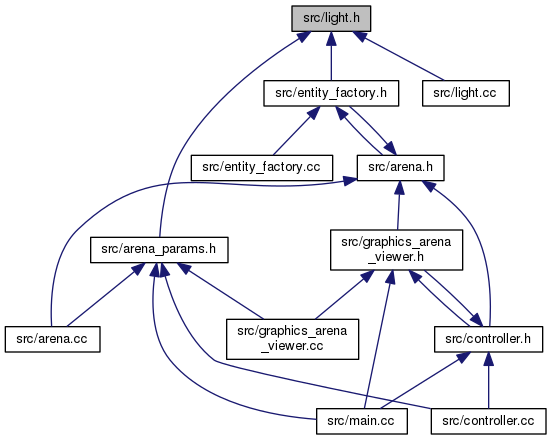 src/light.h
src/entity_factory.h
src/light.cc
src/entity_factory.cc
src/arena.h
src/arena_params.h
src/graphics_arena
_viewer.h
src/arena.cc
src/graphics_arena
_viewer.cc
src/controller.h
src/main.cc
src/controller.cc